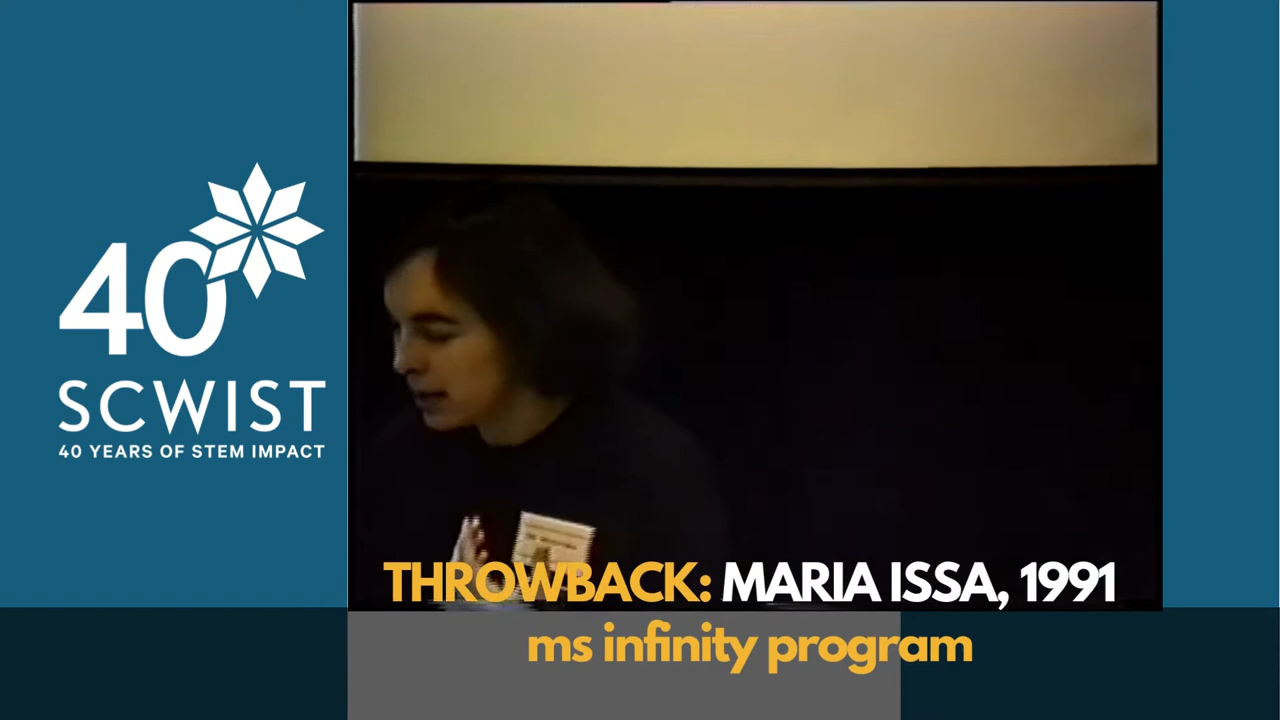 40
SCWIST
40 YEARS OF STEM IMPACT
THROWBACK: MARIA ISSA, 1991
ms infinity program